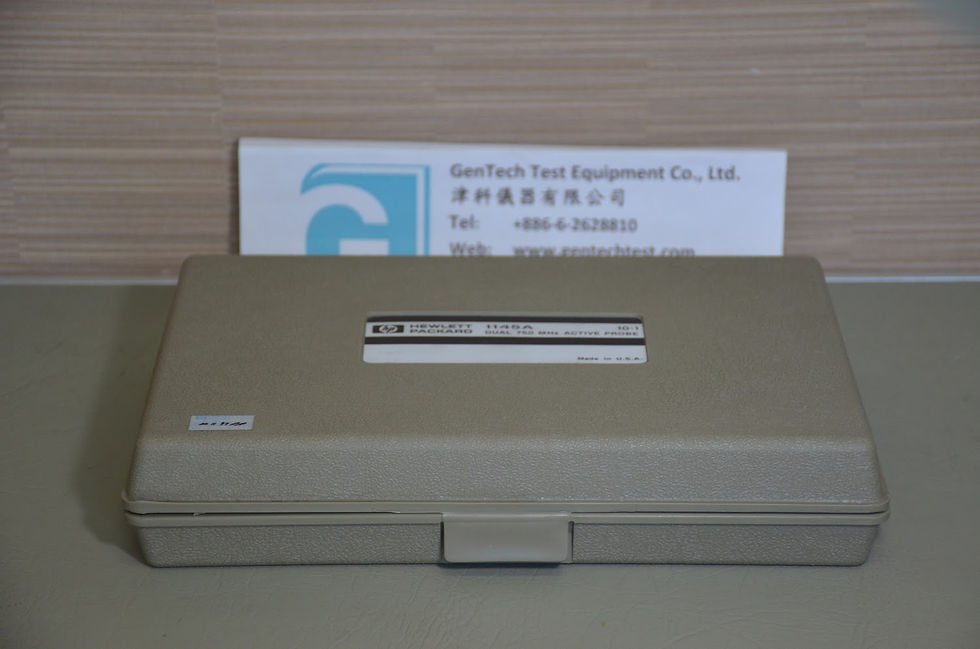 GenTech Test Equipment Co., Ltd.
津科儀器有限公司
Tel: +886-6-2628810
Web: www.gentechtest.com
hp HEWLETT PACKARD 1145A 10:1
DUAL 750 MHz ACTIVE PROBE
Made in U.S.A.